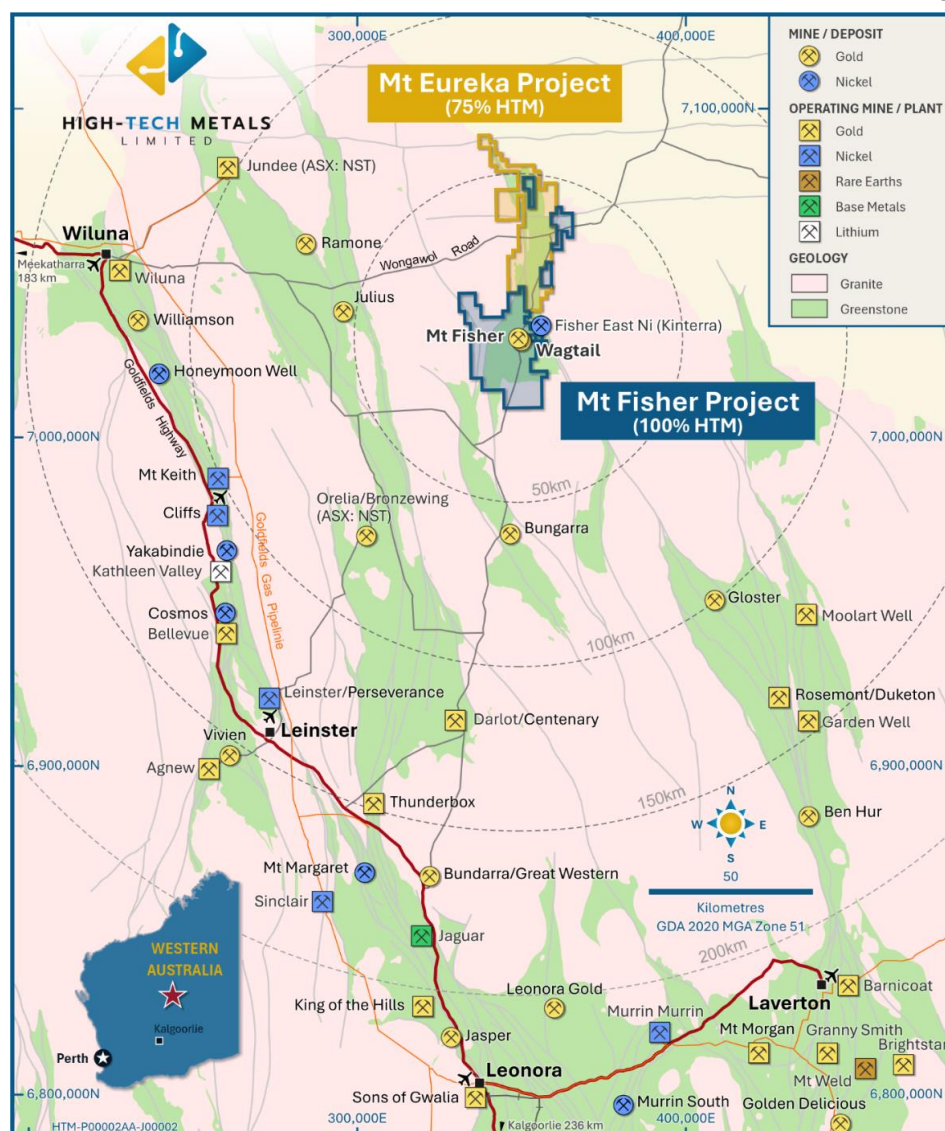 HIGH-TECH METALS
LIMITED
300,000E
400,000E
Mt Eureka Project
(75% HTM)
7,100,000N
MINE / DEPOSIT
Gold
Nickel
OPERATING MINE / PLANT
Gold
Nickel
Rare Earths
Base Metals
Lithium
GEOLOGY
Granite
Greenstone
Jundee (ASX: NST)
Wiluna
Meekatharra
183 km
Wiluna
Ramone
Wongawol Road
Julius
Williamson
Mt Fisher
Fisher East Ni (Kinterra)
Wagtail
Honeymoon Well
Goldfields Highway
Mt Fisher Project
(100% HTM)
7,000,000N
7,000,000N
Mt Keith
50km
Cliffs
Orelia/Bronzewing
(ASX: NST)
Bungarra
Goldfields Gas Pipelinie
Yakabindie
Kathleen Valley
Gloster
Cosmos
Moolart Well
Bellevue
100km
Leinster/Perseverance
Rosemont/Duketon
Darlot/Centenary
Garden Well
Leinster
Vivien
Agnew
6,900,000N
6,900,000N
150km
Thunderbox
N
W
E
S
Ben Hur
50
Kilometres
GDA 2020 MGA Zone 51
Mt Margaret
Bundarra/Great Western
Sinclair
Jaguar
200km
WESTERN
AUSTRALIA
Kalgoorlie
Perth
King of the Hills
Leonora Gold
Laverton
Barnicoat
Murrin Murrin
Jasper
Mt Morgan
Granny Smith
Brightstar
Mt Weld
Leonora
6,800,000N
6,800,000N
Sons of Gwalia
Murrin South
Golden Delicious
HTM-P00002AA-J00002
300,000E
Kalgoorlie 236 km
400,000E